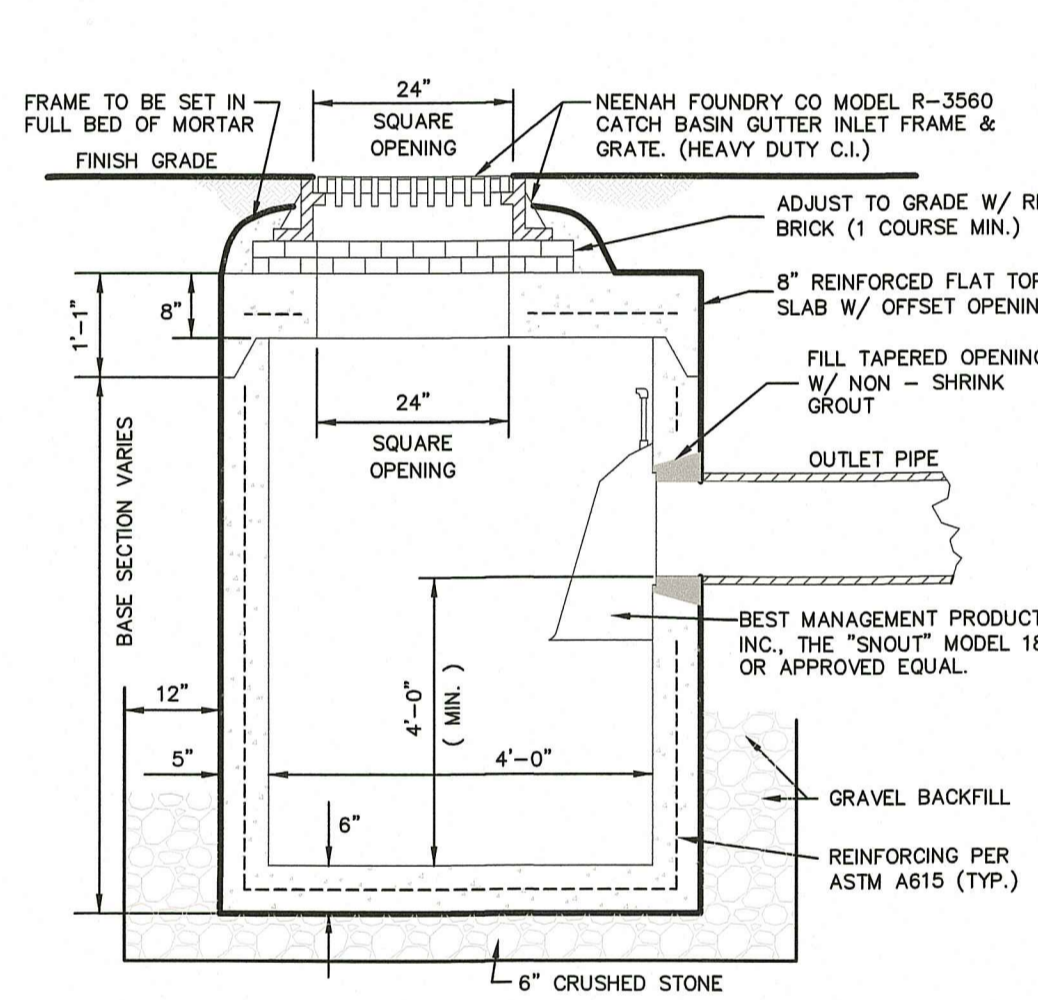 24"
SQUARE
OPENING
FRAME TO BE SET IN
FULL BED OF MORTAR
FINISH GRADE
NEENAH FOUNDRY CO MODEL R-3560
CATCH BASIN GUTTER INLET FRAME &
GRATE. (HEAVY DUTY C.I.)
ADJUST TO GRADE W/
BRICK (1 COURSE MIN.)
8" REINFORCED FLAT TOP
SLAB W/ OFFSET
1'-1"
8"
FILL TAPERED OPENING
W/ NON - SHRINK
GROUT
24"
SQUARE
OPENING
OUTLET PIPE
BASE SECTION VARIES
BEST MANAGEMENT
INC., THE "SNOUT" MODEL
OR APPROVED EQUAL.
12"
5"
4'-0"
( MIN. )
4'-0"
6"
GRAVEL BACKFILL
REINFORCING PER
ASTM A615 (TYP.)
6" CRUSHED STONE